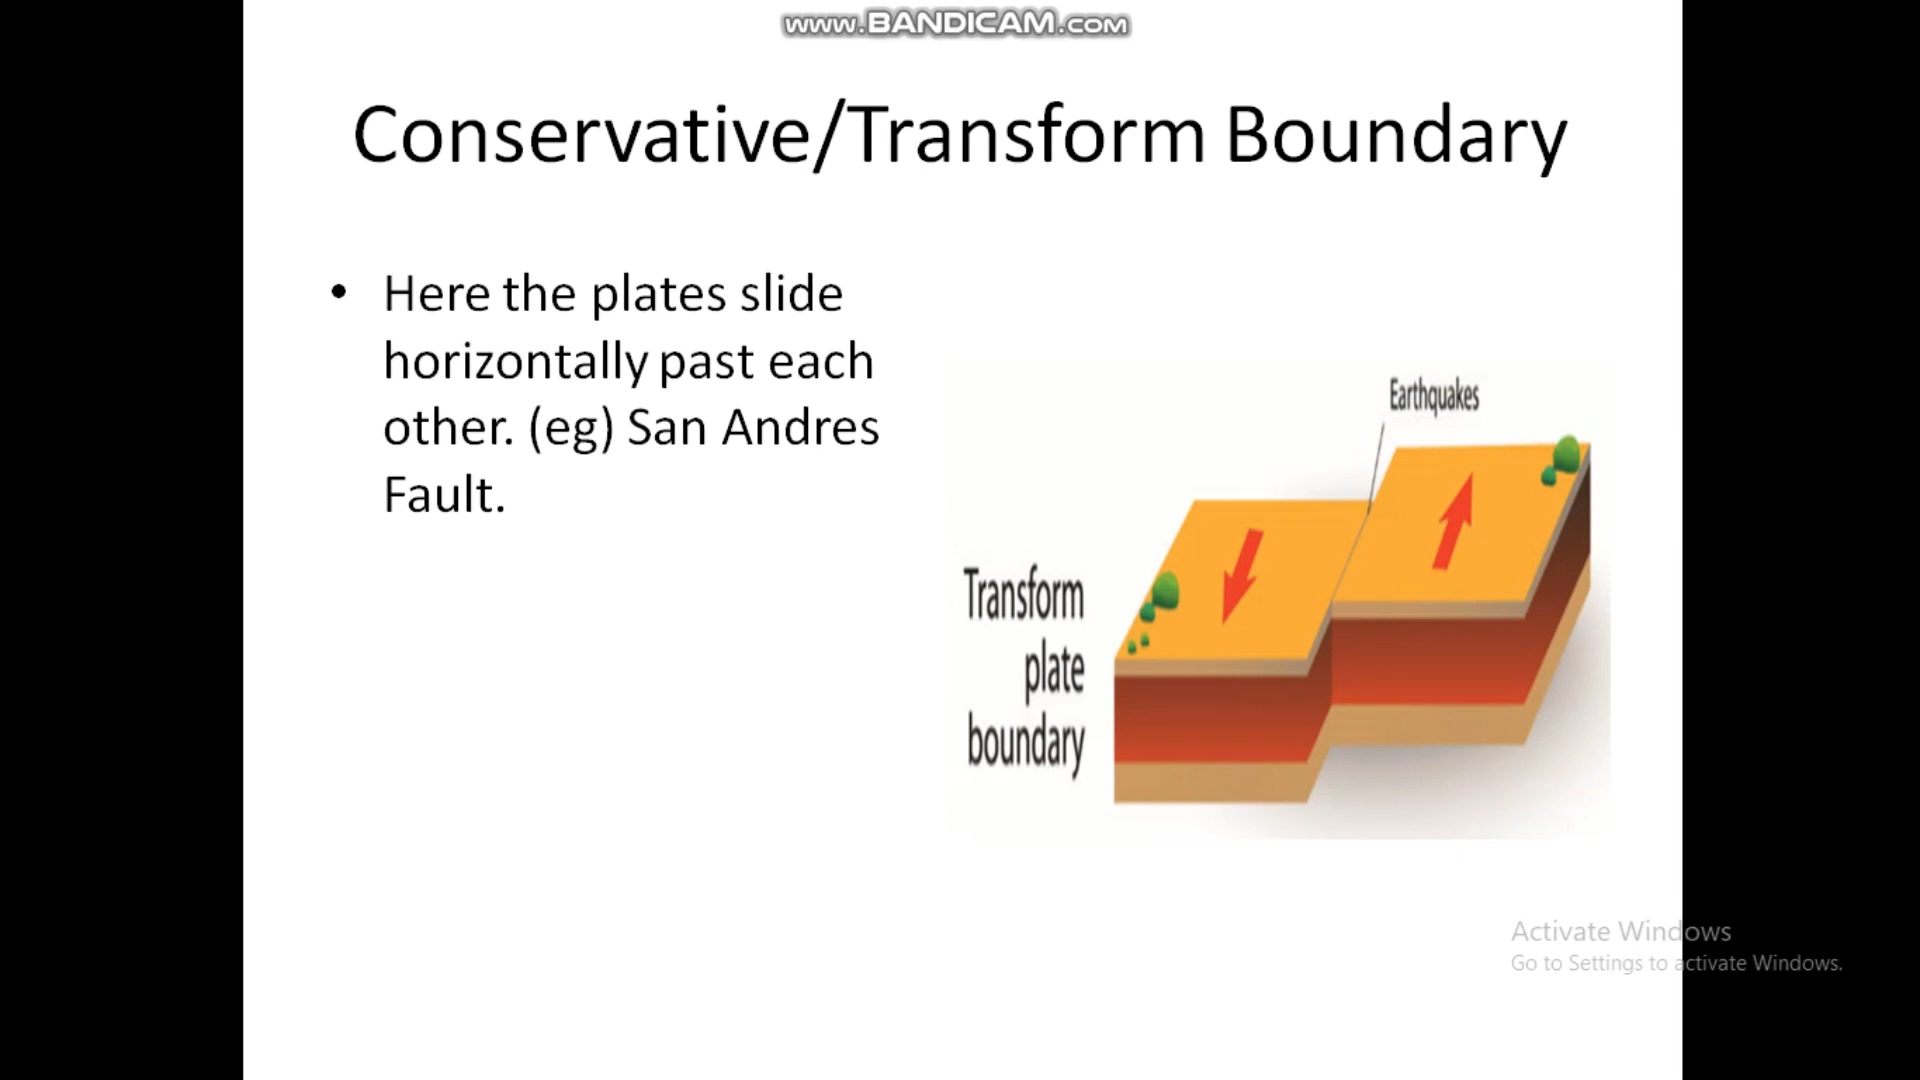 www.BANDICAM.com
Conservative/Transform Boundary
• Here the plates slide
horizontally past each
other. (eg) San Andres
Fault.
Earthquakes
Transform
plate
boundary
Activate Windows
Go to Settings to activate Windows.